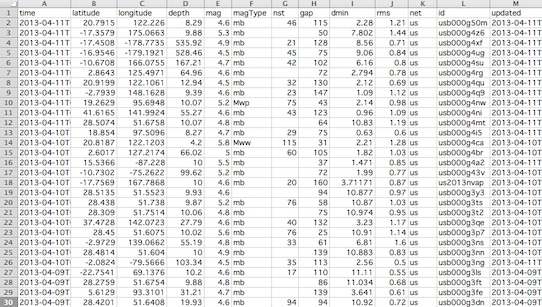 A B C D E F G H I J K L M
1 time latitude longitude depth mag magType nst gap dmin rms net id updated
2 2013-04-11T 20.7915 122.226 8.29 4.6 mb 46 115 2.28 1.21 us usb000g50m 2013-04-11T
3 2013-04-11T -17.3579 175.0663 9.88 5.3 mb 50 7.802 1.44 us usb000g4z6 2013-04-11T
4 2013-04-11T -17.4508 -178.7735 535.92 4.9 mb 21 128 8.56 0.71 us usb000g4xf 2013-04-11T
5 2013-04-11T -16.9546 -179.1921 528.46 4.5 mb 45 75 9.06 0.84 us usb000g4ug 2013-04-11T
6 2013-04-11T -10.6708 166.0755 167.21 4.7 mb 42 102 6.16 0.8 us usb000g4su 2013-04-11T
7 2013-04-11T 2.8643 125.4971 64.96 4.6 mb 72 2.794 0.78 us usb000g4rg 2013-04-11T
8 2013-04-11T 20.9199 122.1061 12.94 4.5 mb 32 130 2.12 0.69 us usb000g4qu 2013-04-11T
9 2013-04-11T -2.7939 148.1628 9.39 4.6 mb 23 147 1.09 1.12 us usb000g4q9 2013-04-11T
10 2013-04-11T 19.2629 95.6948 10.07 5.2 Mwp 75 43 2.14 0.98 us usb000g4nw 2013-04-11T
11 2013-04-11T 41.6165 141.9924 55.27 4.6 mb 43 123 0.96 1.09 us usb000g4ni 2013-04-11T
12 2013-04-11T 28.5074 51.6758 10.07 4.8 mb 64 10.83 1.19 us usb000g4mt 2013-04-11T
13 2013-04-10T 18.854 97.5096 8.27 4.7 mb 29 75 0.63 0.6 us usb000g4i5 2013-04-11T
14 2013-04-10T 20.8187 122.1203 4.2 5.8 Mww 115 31 2.21 1.28 us usb000g4ca 2013-04-11T
15 2013-04-10T 2.6017 127.2174 66.02 5 mb 60 105 1.82 1.03 us usb000g4br 2013-04-10T
16 2013-04-10T 15.5366 -87.228 10 5.5 mb 37 1.471 0.85 us usb000g4a2 2013-04-11T
17 2013-04-10T -10.7302 -75.2622 99.63 5.2 mb 72 1.99 0.77 us usb000g43v 2013-04-11T
18 2013-04-10T -17.7569 167.7868 10 4.6 mb 20 160 3.71171 0.87 us us2013nvap 2013-04-11T
19 2013-04-10T 28.5135 51.5523 9.93 4.6 94 10.877 0.97 us usb000g3y3 2013-04-10T
20 2013-04-10T 28.438 51.738 9.87 5.2 mb 76 58 10.87 1.03 us usb000g3ts 2013-04-11T
21 2013-04-10T 28.309 51.7514 10.06 4.8 mb 75 10.974 0.95 us usb000g3t2 2013-04-10T
22 2013-04-10T 37.4728 142.0723 27.79 4.6 mb 40 132 3.23 1.17 us usb000g3qe 2013-04-10T
23 2013-04-10T 28.45 51.6075 10.02 5.6 mb 76 25 10.91 1.14 us usb000g3p7 2013-04-11T
24 2013-04-10T -2.9729 139.0662 55.19 4.8 mb 33 61 6.81 1.6 us usb000g3ns 2013-04-10T
25 2013-04-10T 28.4814 51.604 10 4.9 mb 139 10.883 0.83 us usb000g3nn 2013-04-10T
26 2013-04-10T -2.0824 -79.5666 103.34 4.5 mb 35 113 2.56 0.5 us usb000g3ng 2013-04-11T
27 2013-04-09T -22.7541 69.1376 10.2 4.6 mb 17 110 11.11 0.55 us usb000g3ls 2013-04-09T
28 2013-04-09T 28.2759 51.6754 9.88 4.8 mb 86 11.034 0.68 us usb000g3ft 2013-04-09T
29 2013-04-09T 5.6129 93.3101 31.21 4.7 mb 139 3.641 0.61 us usb000g3fe 2013-04-09T
30 2013-04-09T 28.4201 51.6408 19.93 4.5 mb 94 94 10.92 0.72 us